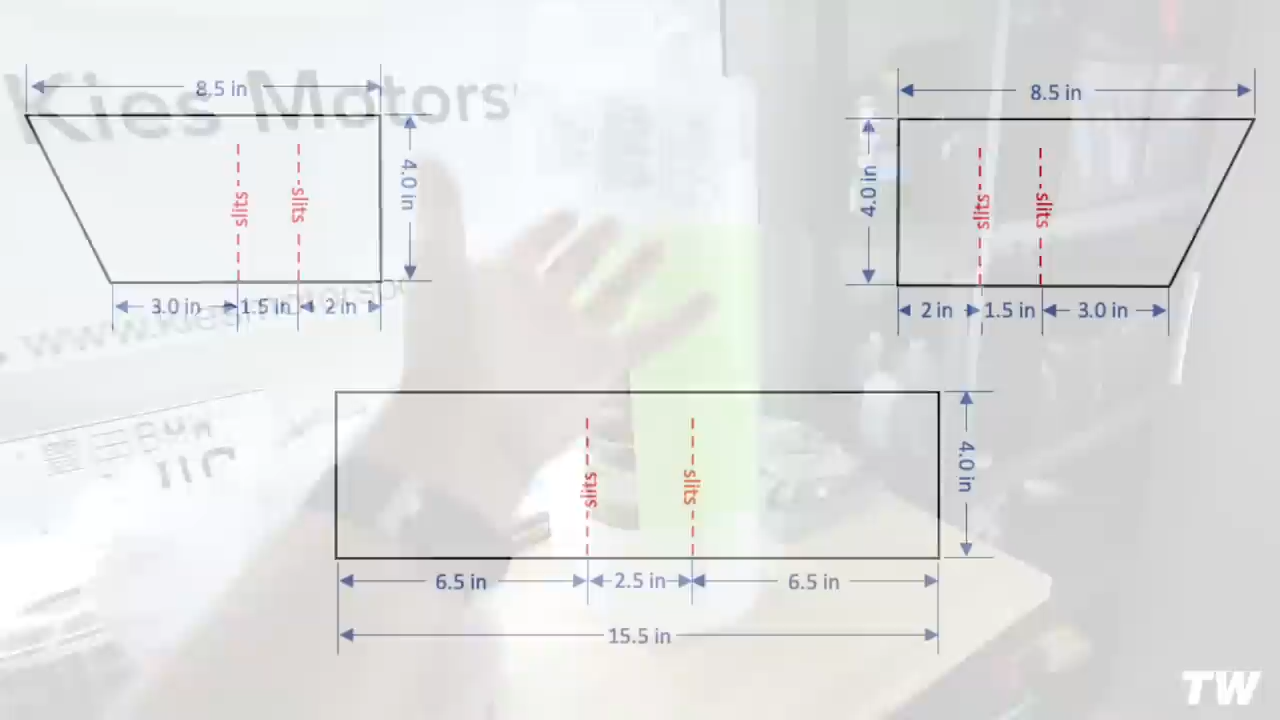 Kies Motors
8.5 in
8.5 in
4.0 in
4.0 in
slits
slits
slits
slits
3.0 in
1.5 in
2 in
2 in
1.5 in
3.0 in
BMW
slits
slits
4.0 in
6.5 in
2.5 in
6.5 in
15.5 in
TW